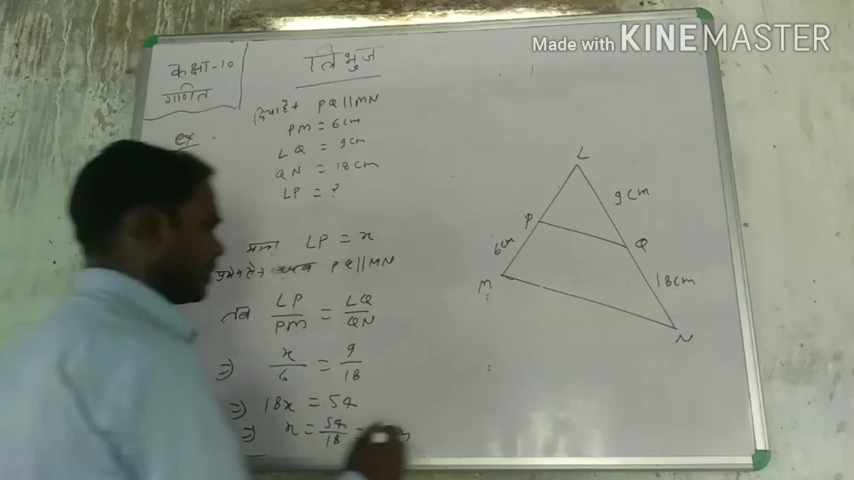 Made with KINEMASTER
कक्षा-10
गणित
त्रिभुज
ex
दिया है PQ || MN
PM = 6cm
LQ = 9cm
QN = 18cm
LP = ?
माना LP = x
PQ || MN
तब LP/PM = LQ/QN
⇒ x/6 = 9/18
⇒ 18x = 54
⇒ x = 54/18 =
L
9cm
P
Q
6cm
M
18cm
N